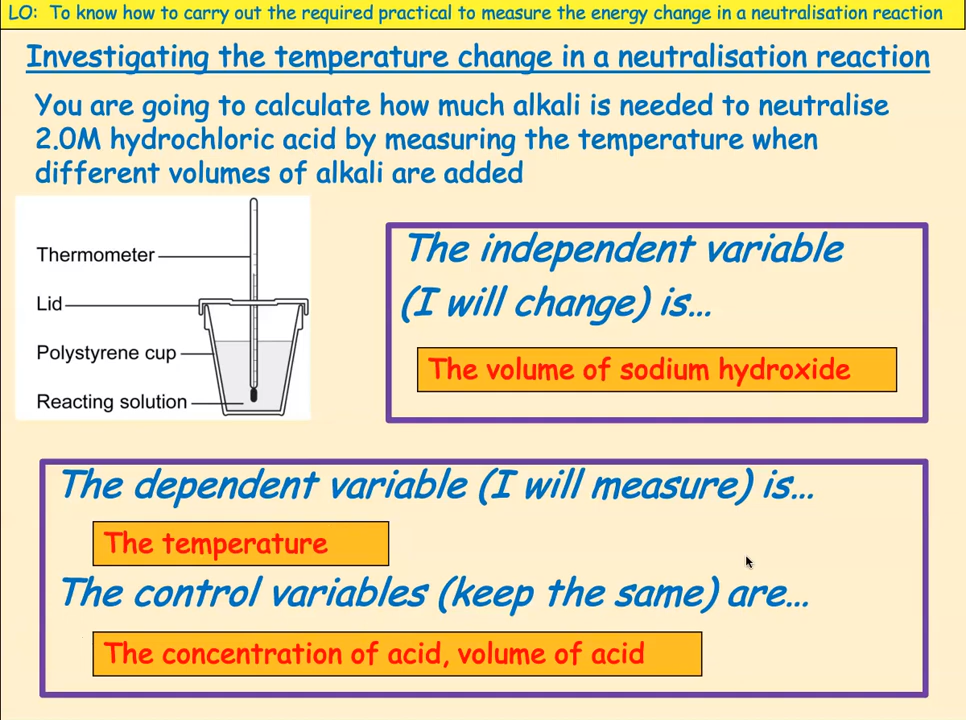 LO: To know how to carry out the required practical to measure the energy change in a neutralisation reaction
Investigating the temperature change in a neutralisation reaction
You are going to calculate how much alkali is needed to neutralise
2.0M hydrochloric acid by measuring the temperature when
different volumes of alkali are added
Thermometer
Lid
Polystyrene cup
Reacting solution
The independent variable
(I will change) is...
The volume of sodium hydroxide
The dependent variable (I will measure) is...
The temperature
The control variables (keep the same) are...
The concentration of acid, volume of acid